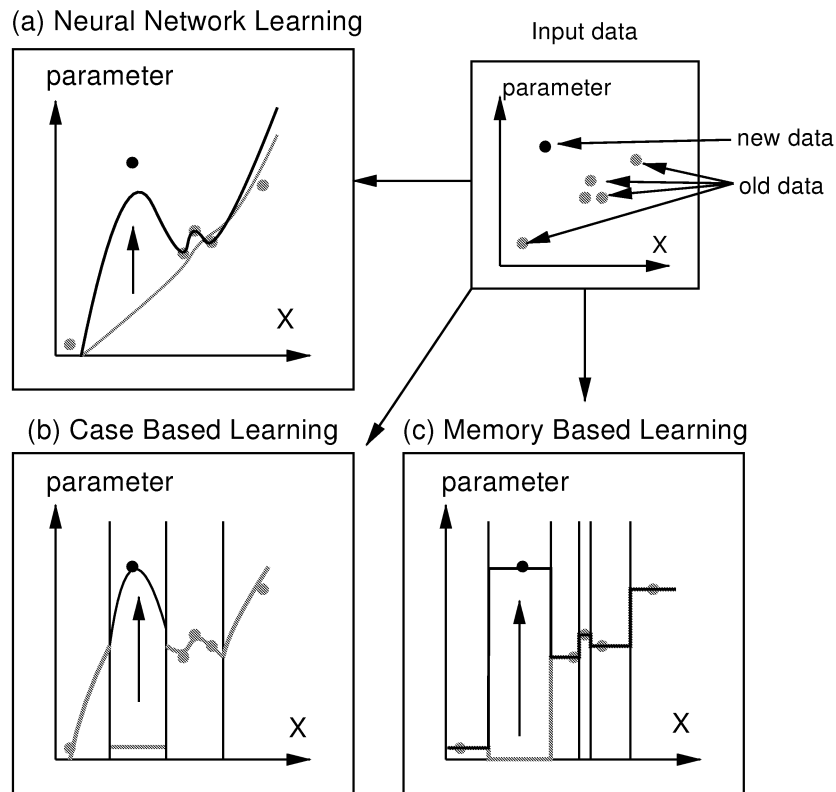 (a) Neural Network Learning
parameter
X
Input data
parameter
X
new data
old data
(b) Case Based Learning
parameter
X
(c) Memory Based Learning
parameter
X